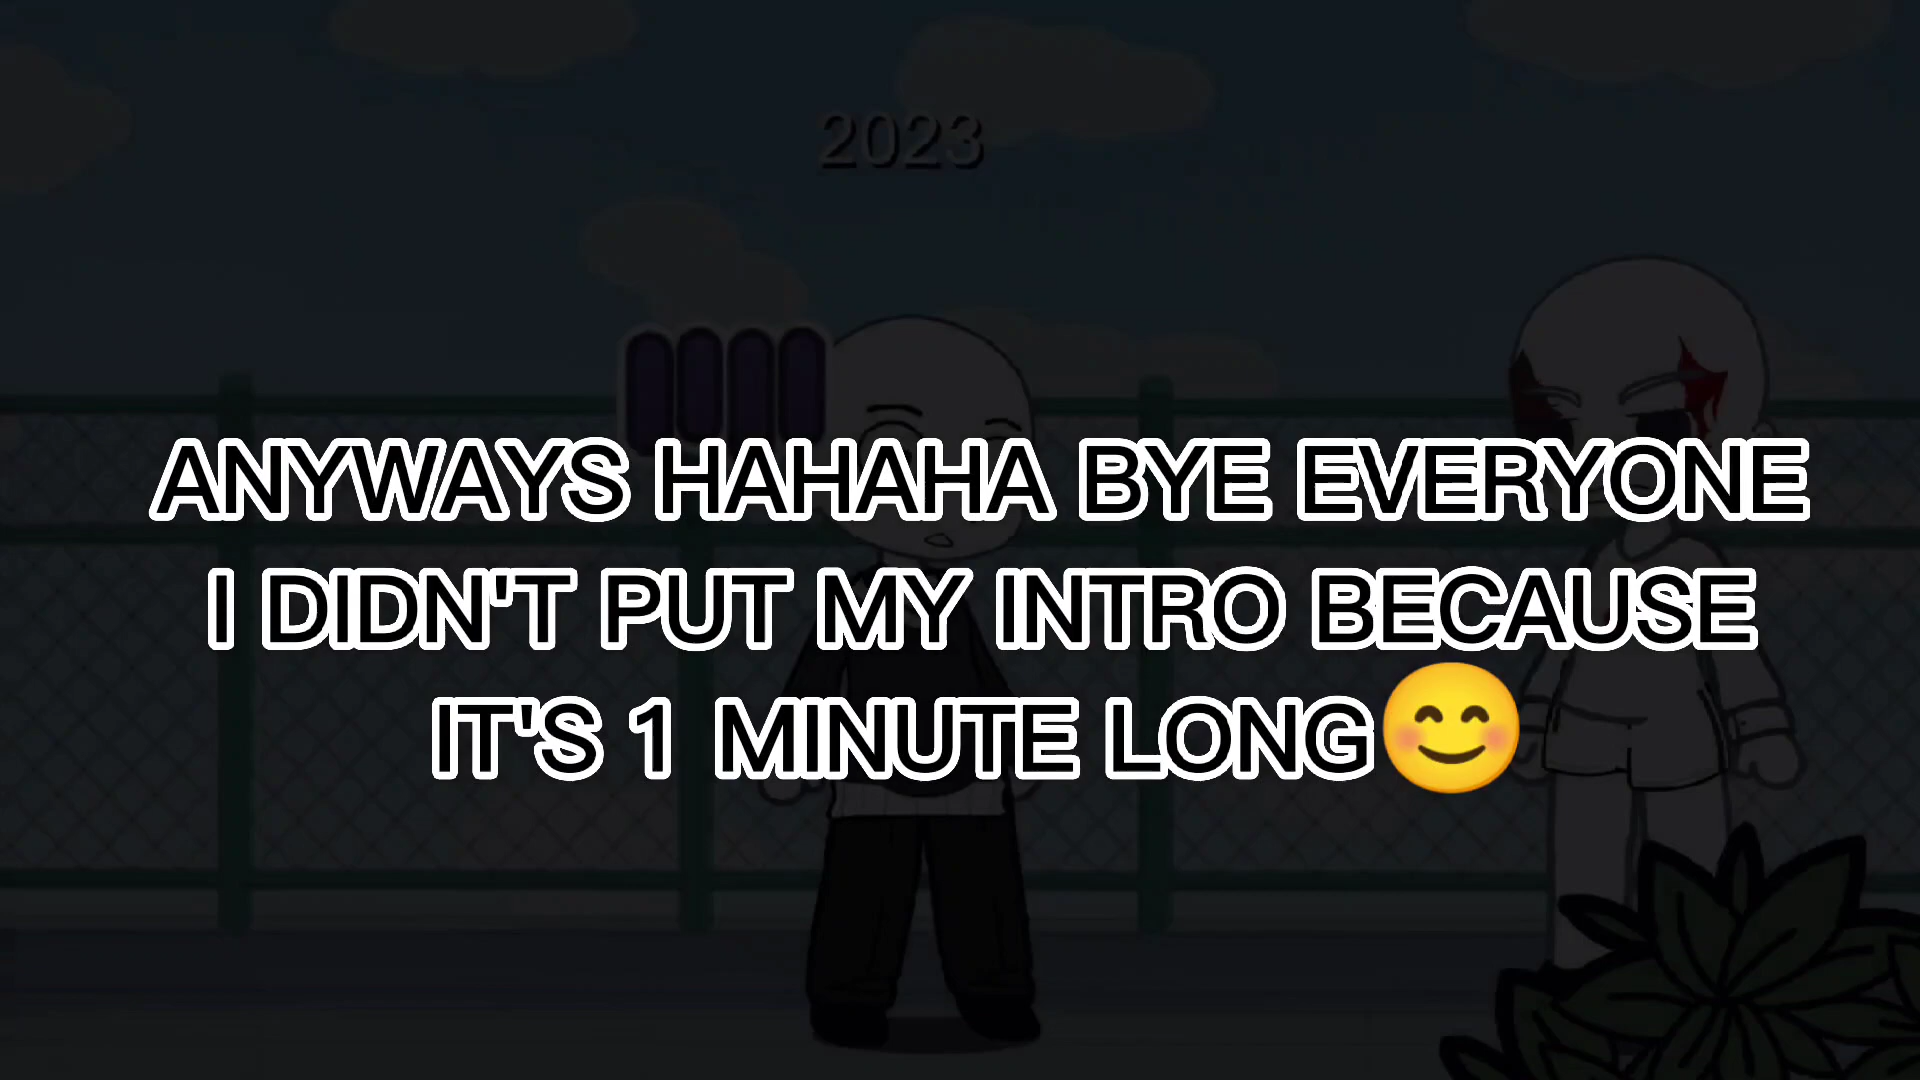 2023
ANYWAYS HAHAHA BYE EVERYONE
I DIDN'T PUT MY INTRO BECAUSE
IT'S 1 MINUTE LONG😊